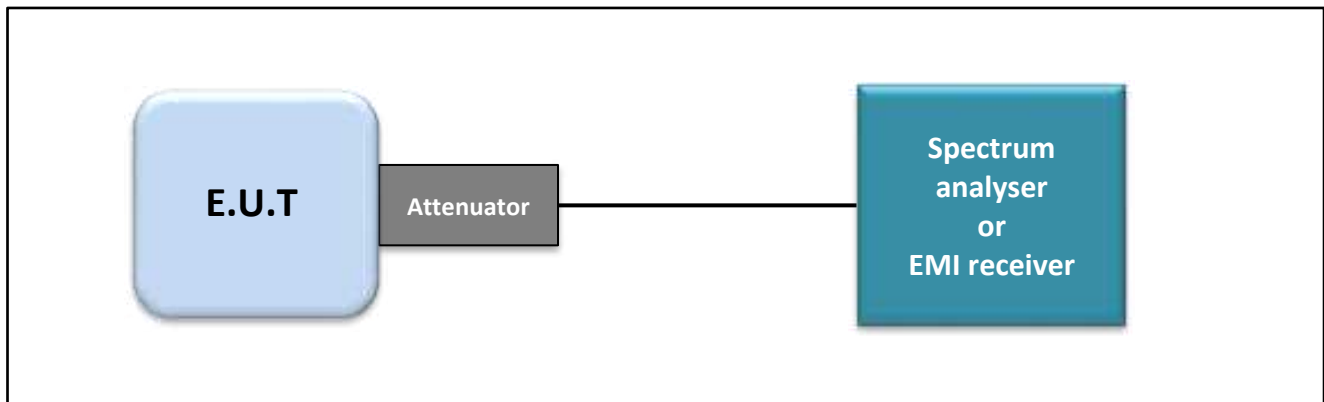 E.U.T
Attenuator
Spectrum
analyser
or
EMI receiver